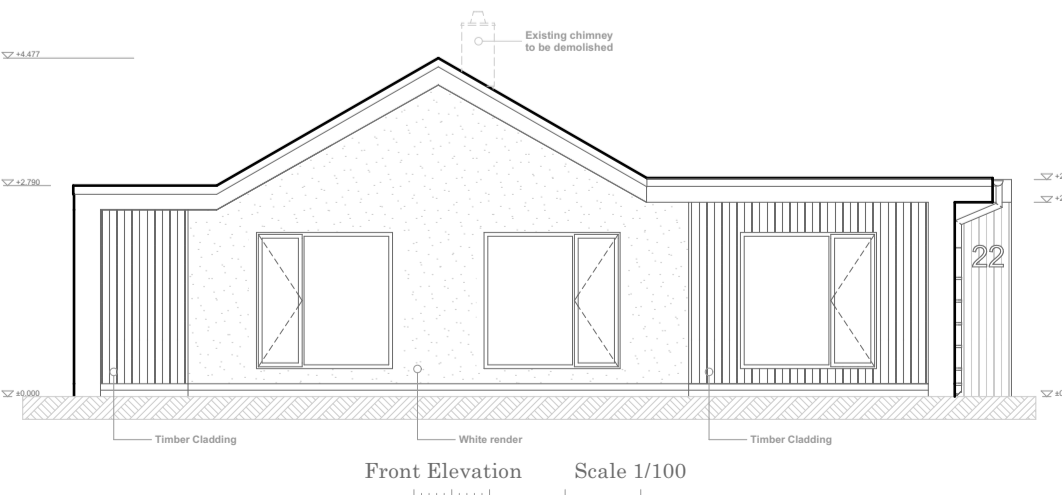 Existing chimney
to be demolished
+4.477
+2.790
22
±0.000
Timber Cladding
White render
Timber Cladding
Front Elevation Scale 1/100